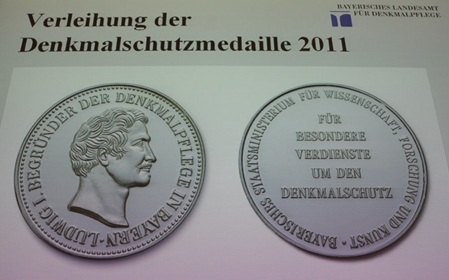 Verleihung der
Denkmalschutzmedaille 2011
BAYERISCHES LANDESAMT
FÜR DENKMALPFLEGE
LUDWIG I. BEGRÜNDER DER DENKMALPFLEGE IN BAYERN
BAYERISCHES STAATSMINISTERIUM FÜR WISSENSCHAFT, FORSCHUNG UND KUNST
FÜR
BESONDERE
VERDIENSTE
UM DEN
DENKMALSCHUTZ